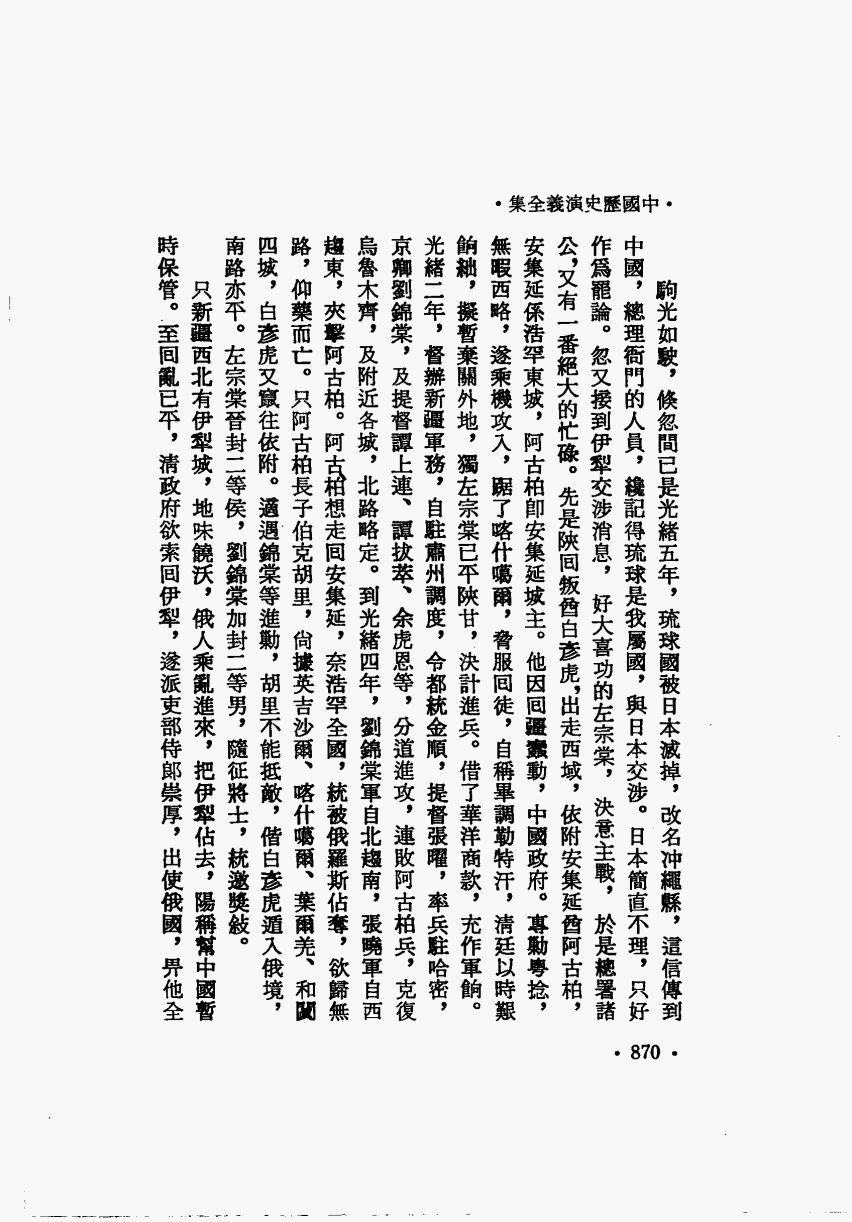 •中國歷史演義全集•
駒光如駛，倏忽間已是光緒五年，琉球國被日本滅掉，改名冲繩縣，這信傳到
中國，總理衙門的人員，纔記得琉球是我屬國，與日本交涉。日本簡直不理，只好
作爲罷論。忽又接到伊犁交涉消息，好大喜功的左宗棠，決意主戰，於是總署諸
公，又有一番絕大的忙碌。先是陝回叛酋白彥虎，出走西域，依附安集延酋阿古柏，
安集延係浩罕東城，阿古柏卽安集延城主。他因回疆蠢動，中國政府。專勦粵捻，
無暇西略，遂乘機攻入，踞了喀什噶爾，脅服回徒，自稱畢調勒特汗，清廷以時艱
餉絀，擬暫棄關外地，獨左宗棠已平陝甘，決計進兵。借了華洋商款，充作軍餉。
光緒二年，督辦新疆軍務，自駐肅州調度，令都統金順，提督張曜，率兵駐哈密，
京卿劉錦棠，及提督譚上連、譚拔萃、余虎恩等，分道進攻，連敗阿古柏兵，克復
烏魯木齊，及附近各城，北路略定。到光緒四年，劉錦棠軍自北趨南，張曉軍自西
趨東，夾擊阿古柏。阿古柏想走回安集延，奈浩罕全國，統被俄羅斯佔奪，欲歸無
路，仰藥而亡。只阿古柏長子伯克胡里，尙據英吉沙爾、喀什噶爾、葉爾羌、和闐
四城，白彥虎又竄往依附。適遇錦棠等進勦，胡里不能抵敵，偕白彥虎遁入俄境，
南路亦平。左宗棠晉封二等侯，劉錦棠加封二等男，隨征將士，統邀獎敍。
只新疆西北有伊犁城，地味饒沃，俄人乘亂進來，把伊犁佔去，陽稱幫中國暫
時保管。至回亂已平，清政府欲索回伊犁，遂派吏部侍郎崇厚，出使俄國，畀他全
• 870 •